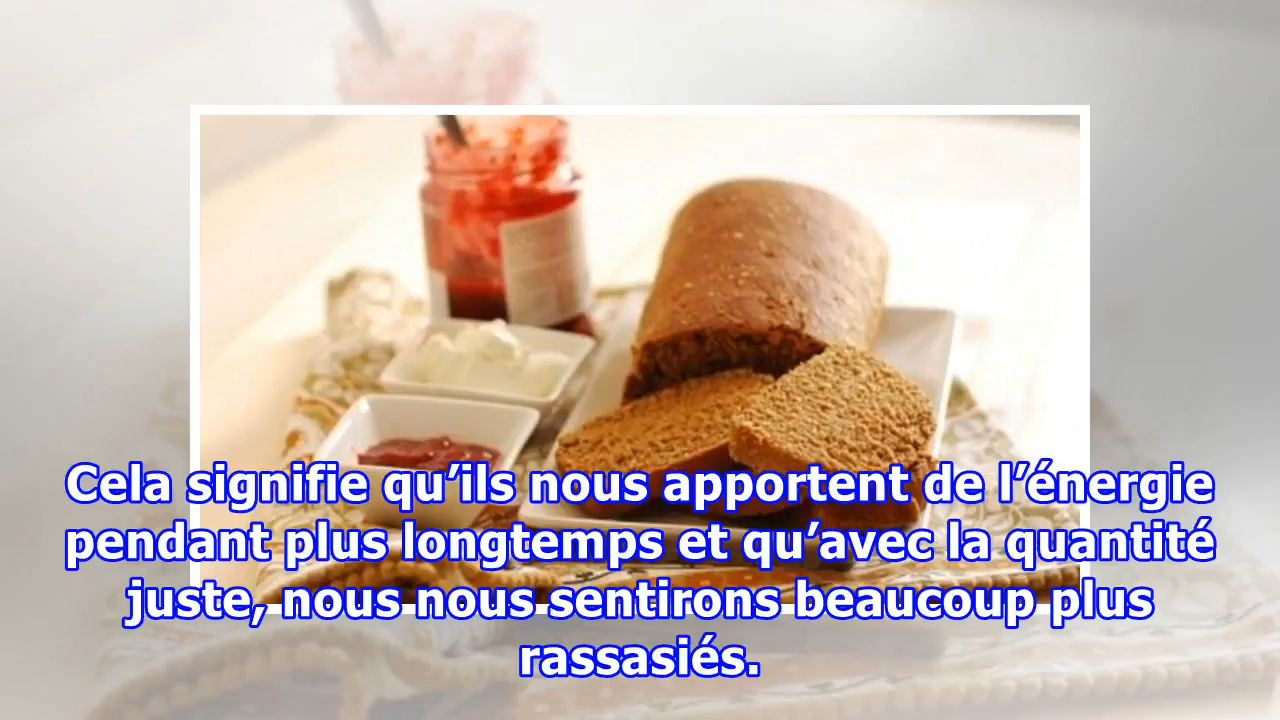 Cela signifie qu’ils nous apportent de l’énergie
pendant plus longtemps et qu’avec la quantité
juste, nous nous sentirons beaucoup plus
rassasiés.